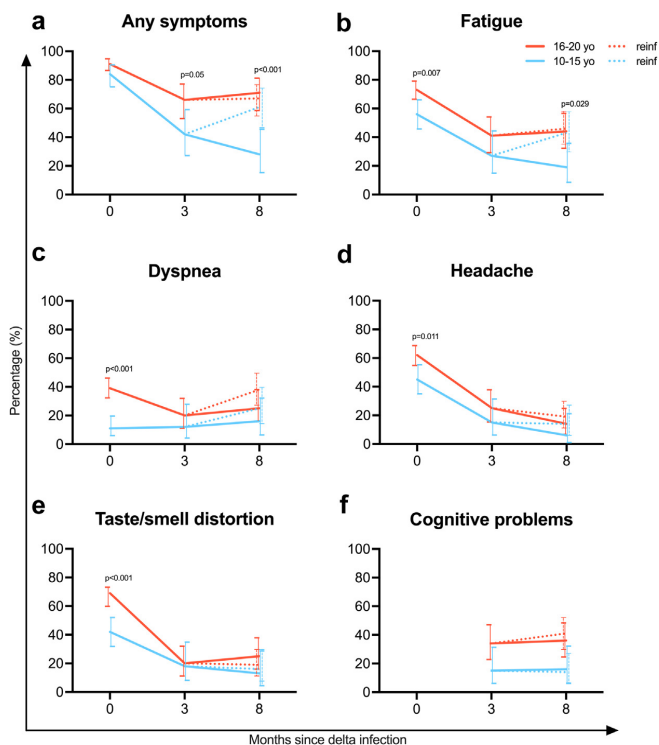 a Any symptoms
b Fatigue
16-20 yo reinf
10-15 yo reinf
100
80
60
40
20
0
0 3 8
p=0.05
p<0.001
100
80
60
40
20
0
0 3 8
p=0.007
p=0.029
c Dyspnea
d Headache
100
80
60
40
20
0
0 3 8
p<0.001
100
80
60
40
20
0
0 3 8
p=0.011
e Taste/smell distortion
f Cognitive problems
100
80
60
40
20
0
0 3 8
p<0.001
100
80
60
40
20
0
0 3 8
Percentage (%)
Months since delta infection